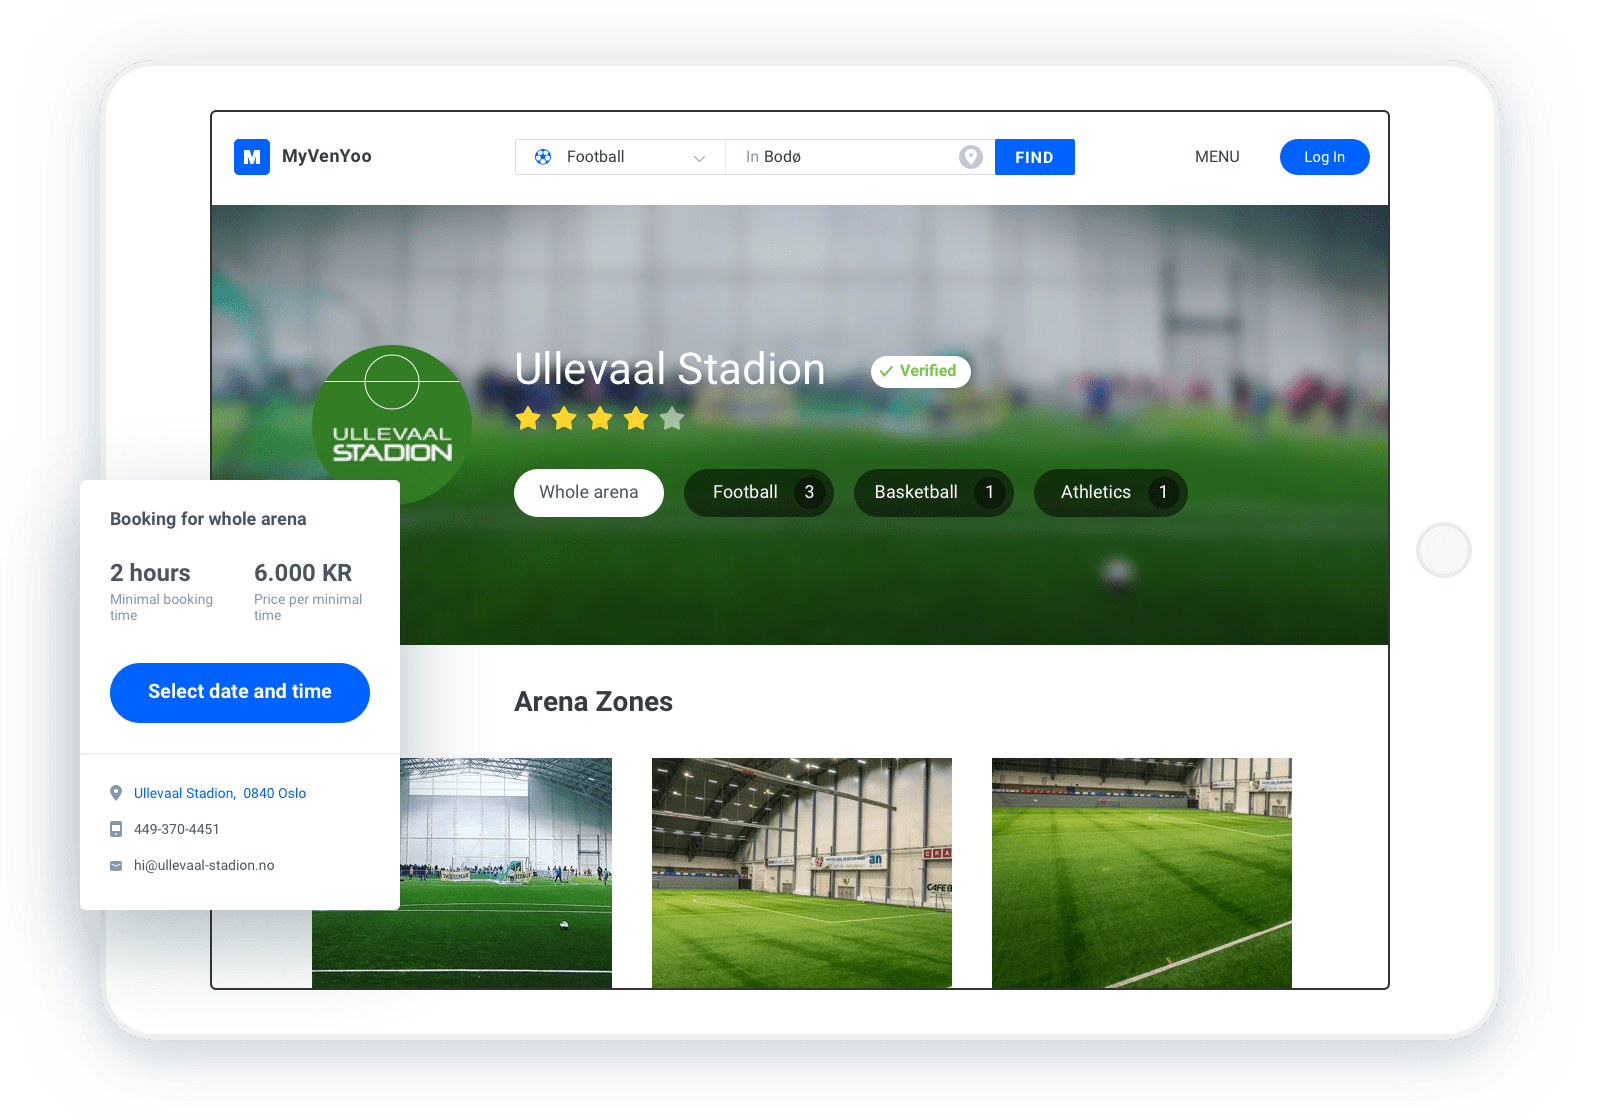 M MyVenYoo
Football
In Bodø
FIND
MENU
Log In
Ullevaal Stadion
Verified
ULLEVAAL
STADION
Whole arena
Football 3
Basketball 1
Athletics 1
Booking for whole arena
2 hours
Minimal booking
time
6.000 KR
Price per minimal
time
Select date and time
Ullevaal Stadion, 0840 Oslo
449-370-4451
hi@ullevaal-stadion.no
Arena Zones
an
CAFE